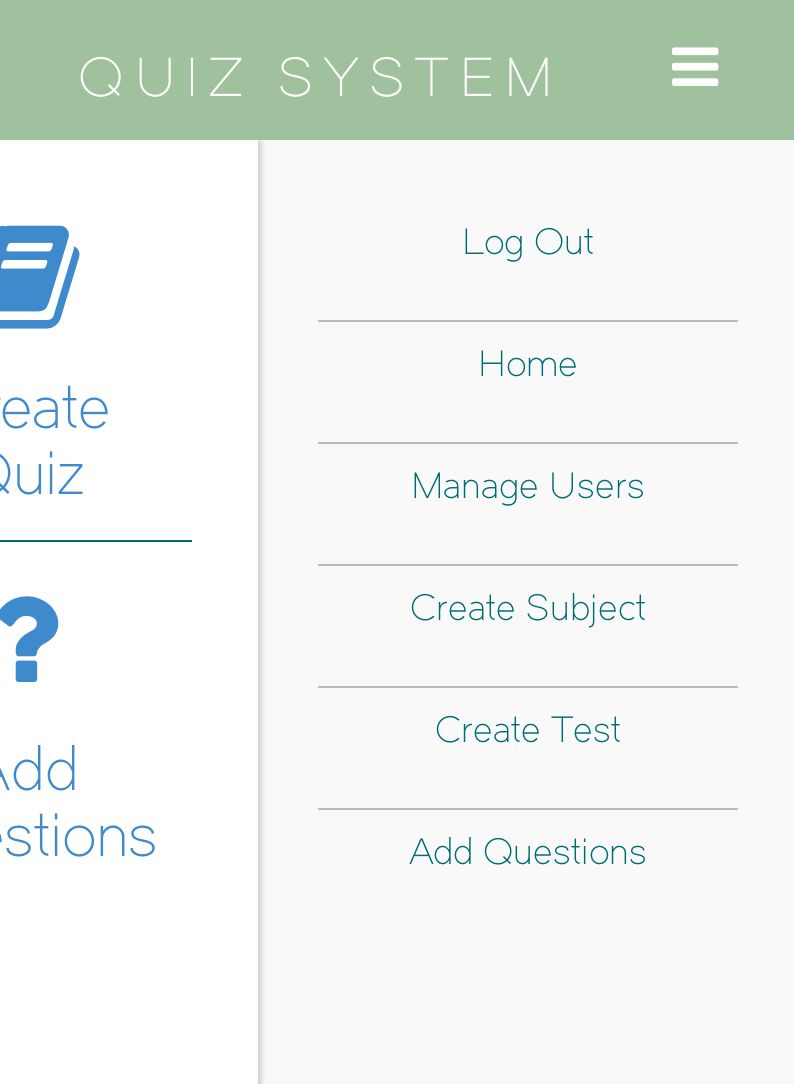 QUIZ SYSTEM
eate
Quiz
Add
estions
Log Out
Home
Manage Users
Create Subject
Create Test
Add Questions